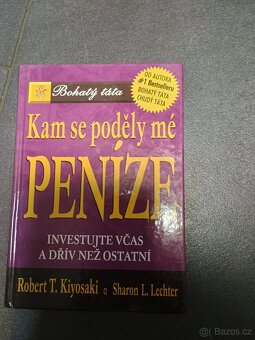 Bohatý táta
OD AUTORA
#1 Bestselleru
BOHATÝ TÁTA
CHUDÝ TÁTA
Kam se poděly mé
PENÍZE
INVESTUJTE VČAS
A DŘÍV NEŽ OSTATNÍ
Robert T. Kiyosaki a Sharon L. Lechter
sbazar.cz